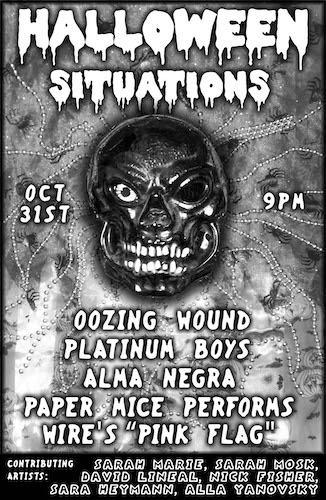 HALLOWEEN
SITUATIONS
OCT
31ST
9PM
OOZING WOUND
PLATINUM BOYS
ALMA NEGRA
PAPER MICE PERFORMS
WIRE'S "PINK FLAG"
CONTRIBUTING
ARTISTS:
SARAH MARIE, SARAH MOSK,
DAVID LINEAL, NICK FISHER,
SARA HEYMANN, ALLA YANOVSKY